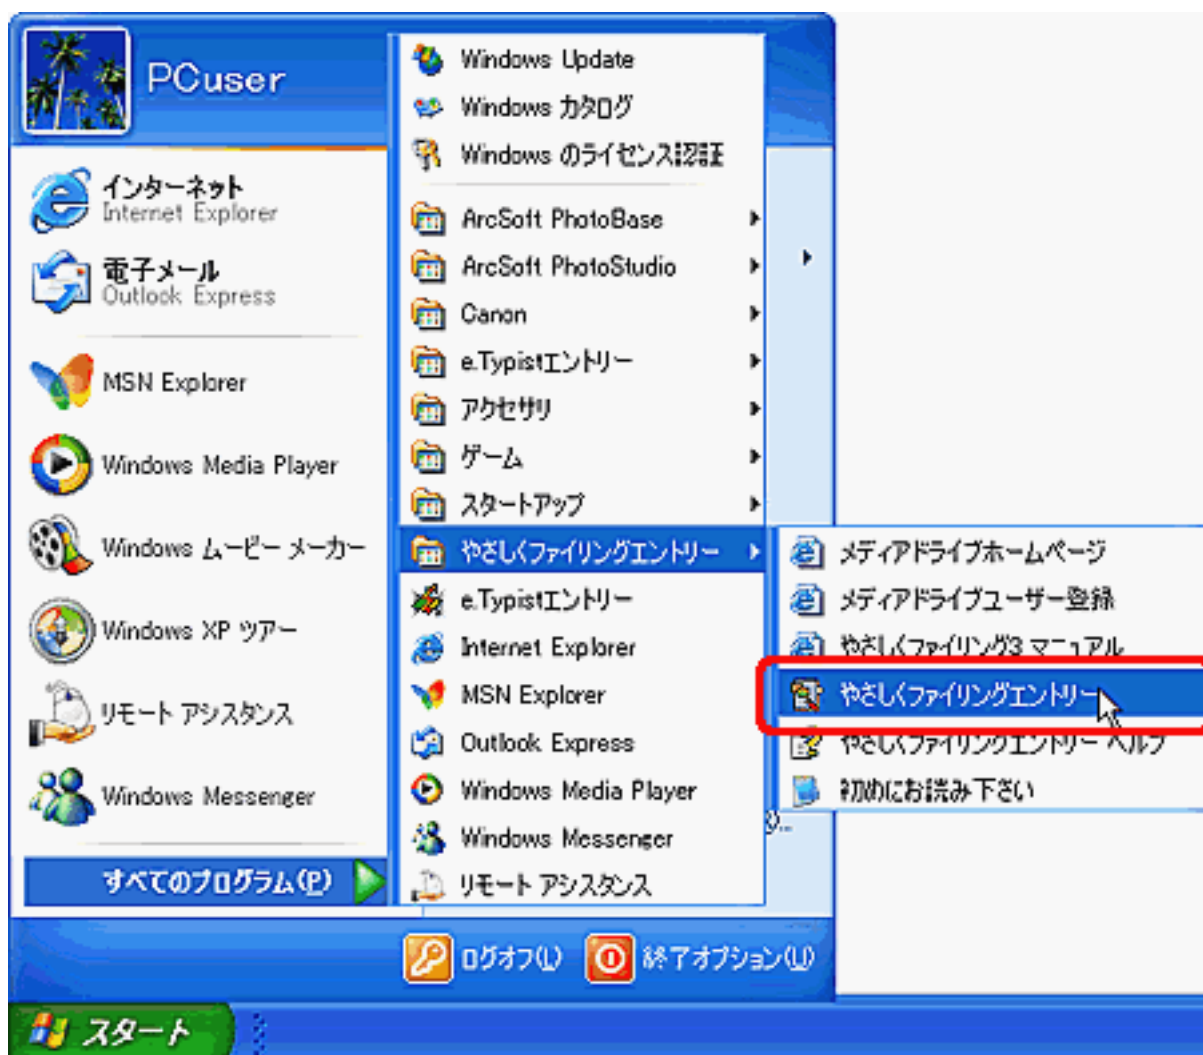 PCuser
インターネット
Internet Explorer
電子メール
Outlook Express
MSN Explorer
Windows Media Player
Windows ムービー メーカー
Windows XP ツアー
リモート アシスタンス
Windows Messenger
すべてのプログラム(P)
Windows Update
Windows カタログ
Windows のライセンス認証
ArcSoft PhotoBase
ArcSoft PhotoStudio
Canon
e.Typistエントリー
アクセサリ
ゲーム
スタートアップ
やさしくファイリングエントリー
e.Typistエントリー
Internet Explorer
MSN Explorer
Outlook Express
Windows Media Player
Windows Messenger
リモート アシスタンス
メディアドライブホームページ
メディアドライブユーザー登録
やさしくファイリング3 マニュアル
やさしくファイリングエントリー
やさしくファイリングエントリー ヘルプ
初めにお読み下さい
ログオフ(L)
終了オプション(U)
スタート